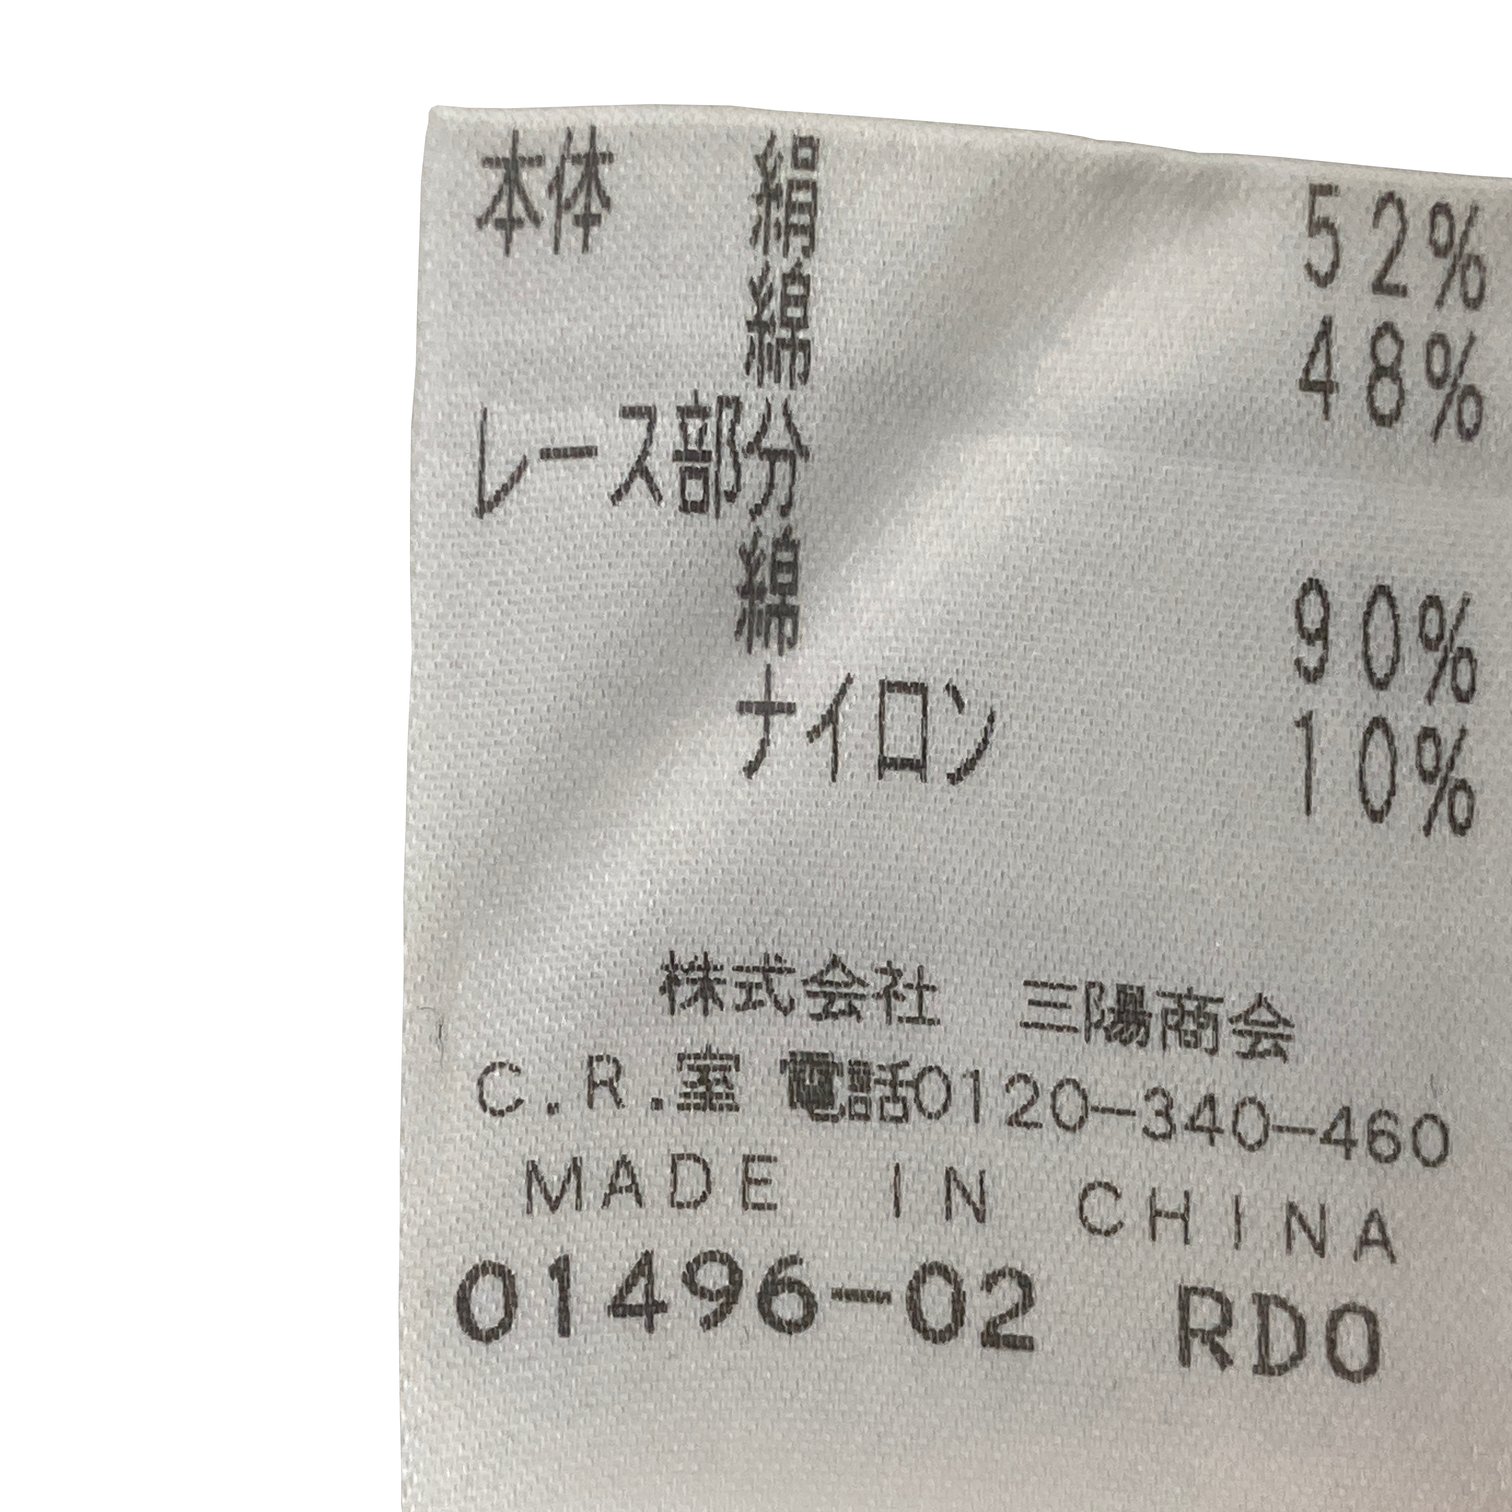 本体 絹 52%
綿 48%
レース部分
綿 90%
ナイロン 10%
株式会社 三陽商会
C.R.室 電話0120-340-460
MADE IN CHINA
01496-02 RD0